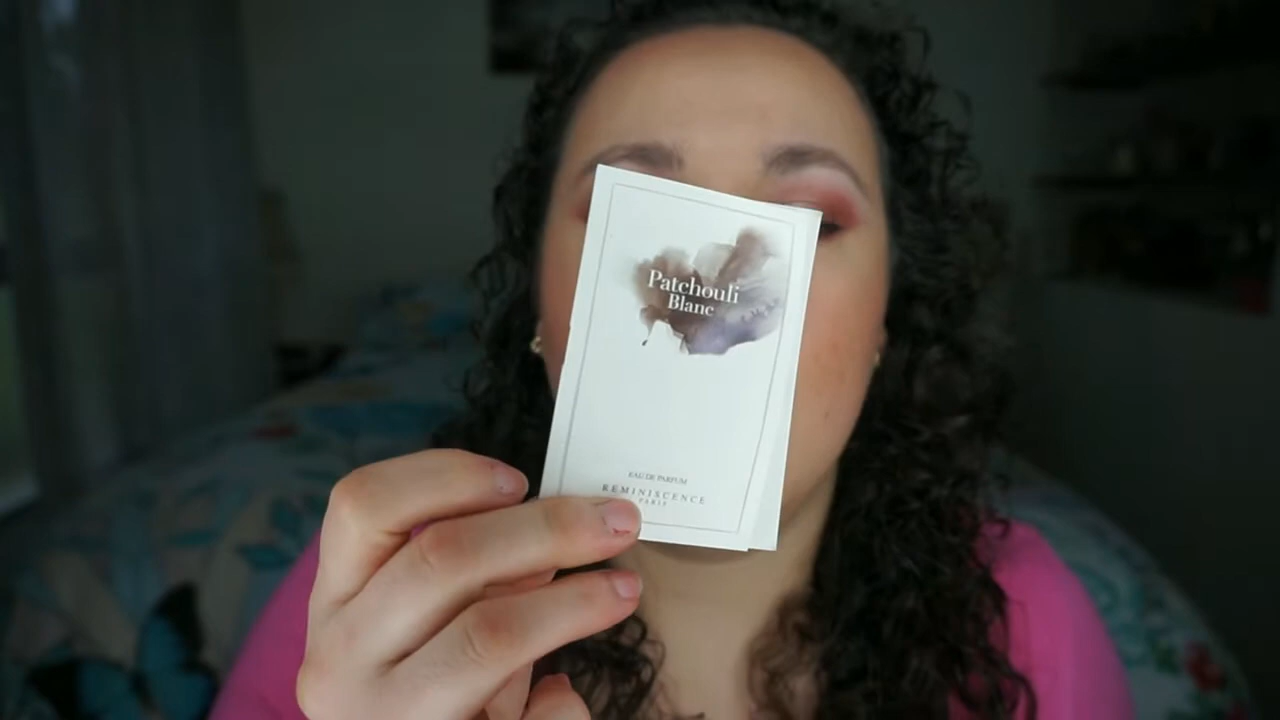 Patchouli
Blanc
EAU DE PARFUM
REMINISCENCE
PARIS